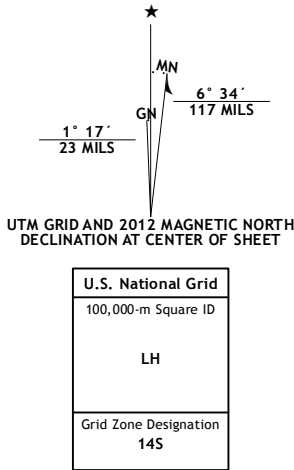 ★
MN
GN
6° 34´
117 MILS
1° 17´
23 MILS
UTM GRID AND 2012 MAGNETIC NORTH
DECLINATION AT CENTER OF SHEET
U.S. National Grid
100,000-m Square ID
LH
Grid Zone Designation
14S